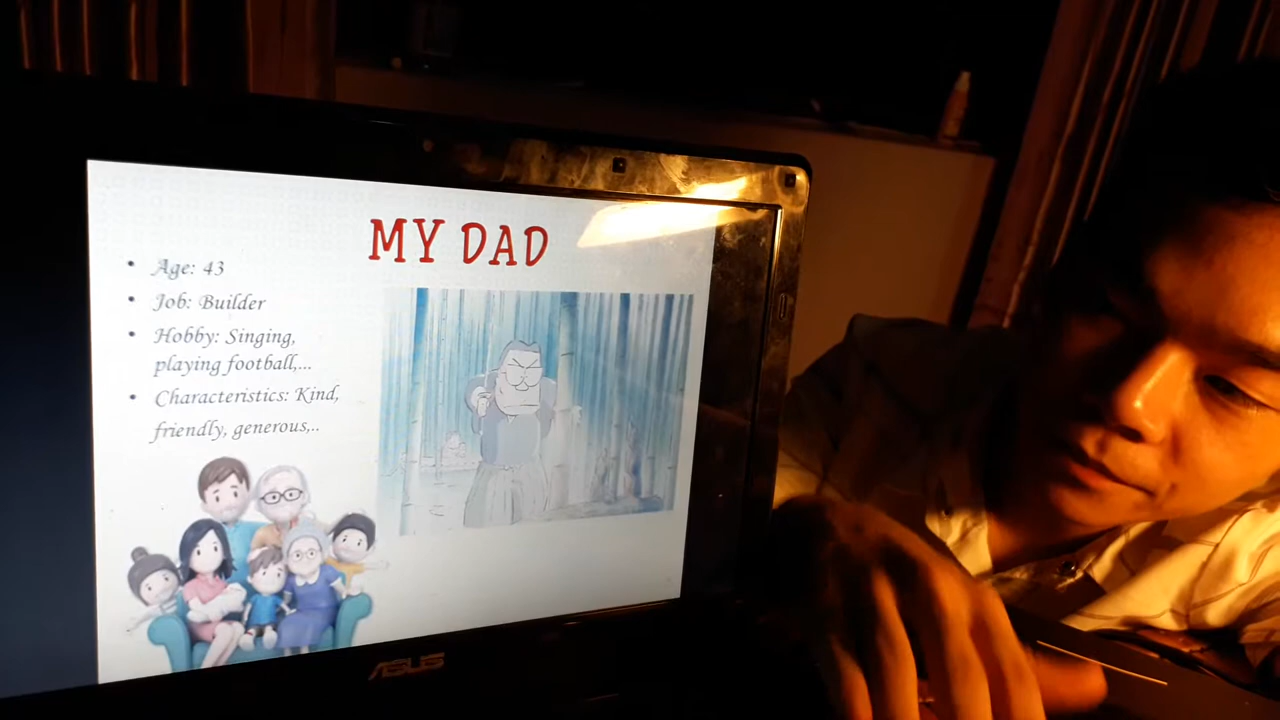 MY DAD
• Age: 43
• Job: Builder
• Hobby: Singing,
playing football,...
• Characteristics: Kind,
friendly, generous,..
ASUS